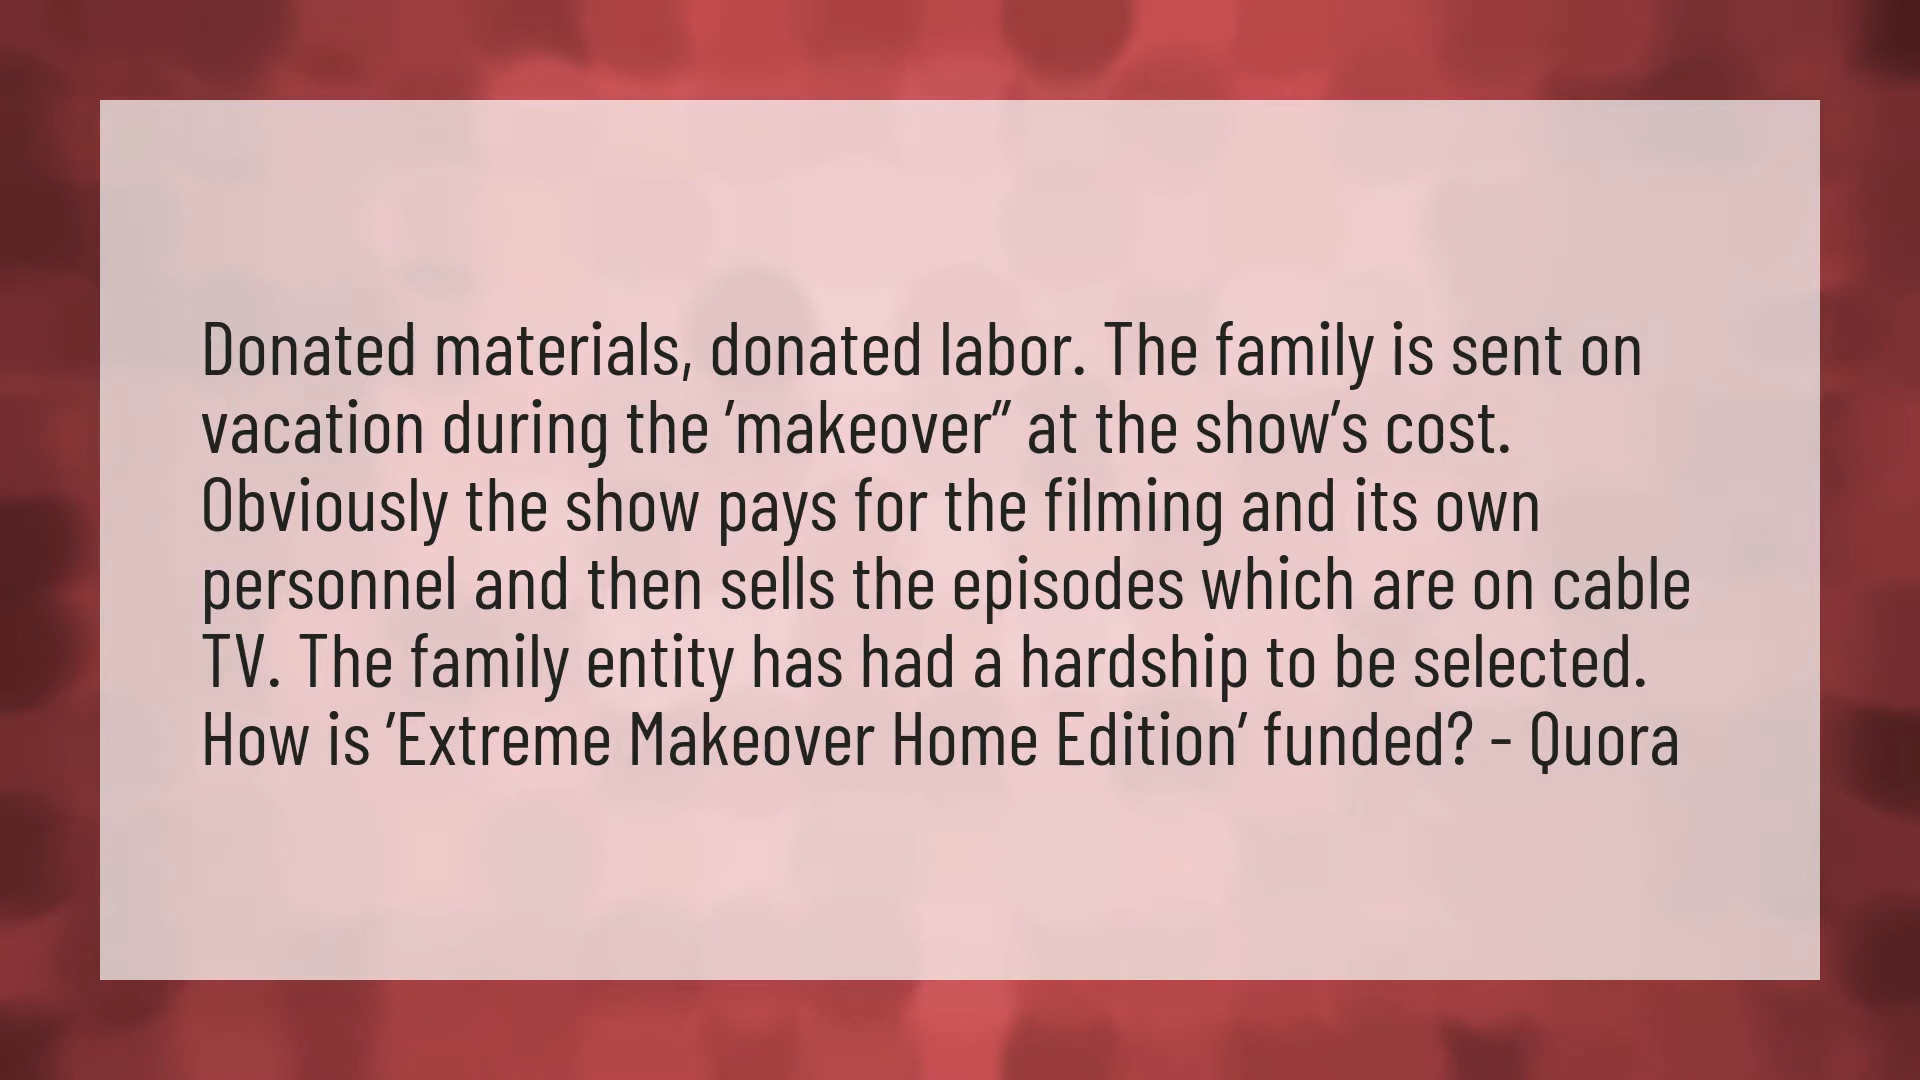 Donated materials, donated labor. The family is sent on
vacation during the ’makeover” at the show’s cost.
Obviously the show pays for the filming and its own
personnel and then sells the episodes which are on cable
TV. The family entity has had a hardship to be selected.
How is ’Extreme Makeover Home Edition’ funded? - Quora